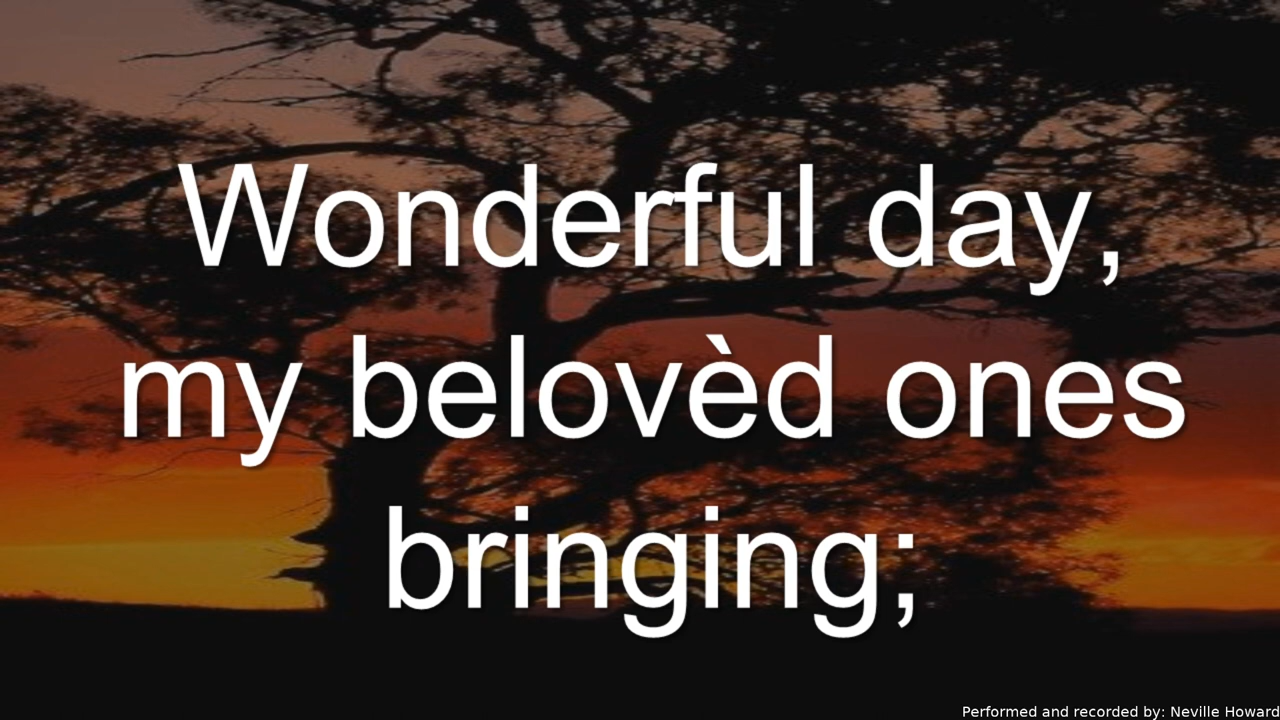 Wonderful day,
my belovèd ones
bringing;
Performed and recorded by: Neville Howard